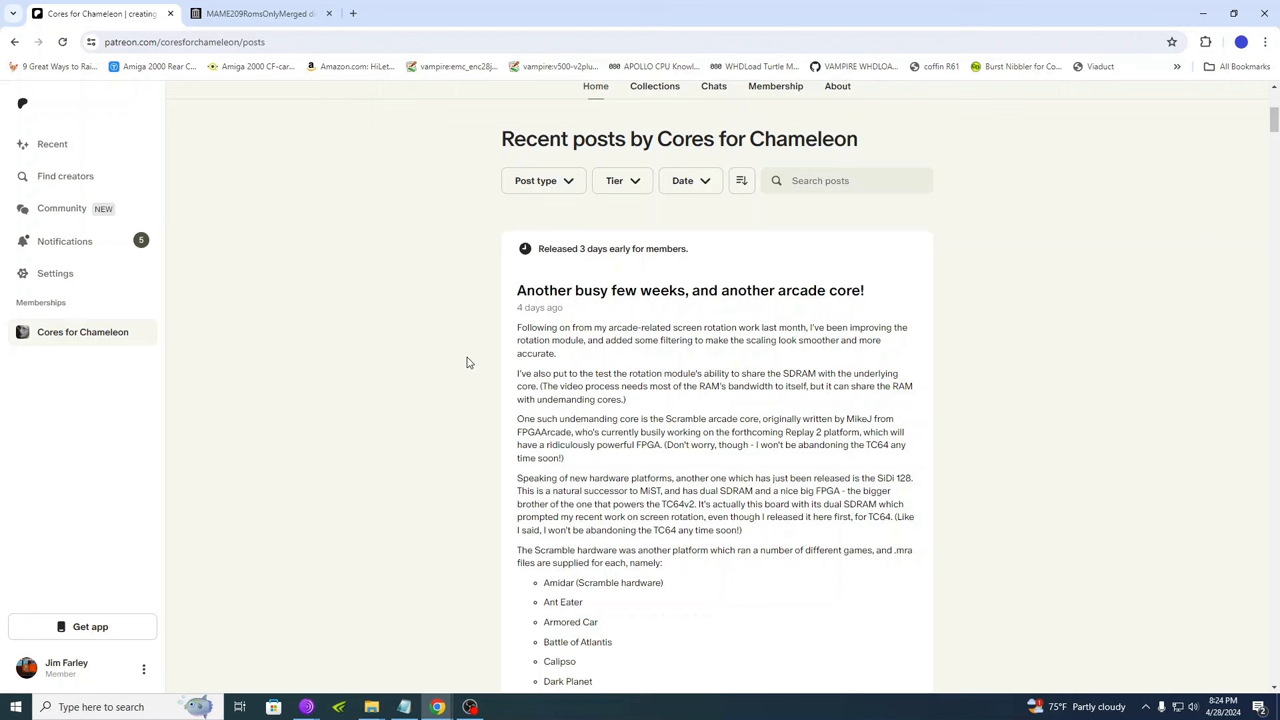 Cores for Chameleon | creating
MAME209RomsOnlyMerged d
patreon.com/coresforchameleon/posts
9 Great Ways to Rai...
Amiga 2000 Rear C...
Amiga 2000 CF-car...
Amazon.com: HiLet...
vampire:emc_enc28j...
vampire:v500-v2plu...
APOLLO CPU Knowl...
WHDLoad Turtle M...
VAMPIRE WHDLOA...
coffin R61
Burst Nibbler for Co...
Viaduct
All Bookmarks
Home
Collections
Chats
Membership
About
Recent
Find creators
Community NEW
Notifications 5
Settings
Memberships
Cores for Chameleon
Get app
Jim Farley
Member
Recent posts by Cores for Chameleon
Post type
Tier
Date
Search posts
Released 3 days early for members.
Another busy few weeks, and another arcade core!
4 days ago
Following on from my arcade-related screen rotation work last month, I've been improving the
rotation module, and added some filtering to make the scaling look smoother and more
accurate.
I've also put to the test the rotation module's ability to share the SDRAM with the underlying
core. (The video process needs most of the RAM's bandwidth to itself, but it can share the RAM
with undemanding cores.)
One such undemanding core is the Scramble arcade core, originally written by MikeJ from
FPGAArcade, who's currently busily working on the forthcoming Replay 2 platform, which will
have a ridiculously powerful FPGA. (Don't worry, though - I won't be abandoning the TC64 any
time soon!)
Speaking of new hardware platforms, another one which has just been released is the SiDi 128.
This is a natural successor to MiST, and has dual SDRAM and a nice big FPGA - the bigger
brother of the one that powers the TC64v2. It's actually this board with its dual SDRAM which
prompted my recent work on screen rotation, even though I released it here first, for TC64. (Like
I said, I won't be abandoning the TC64 any time soon!)
The Scramble hardware was another platform which ran a number of different games, and .mra
files are supplied for each, namely:
Amidar (Scramble hardware)
Ant Eater
Armored Car
Battle of Atlantis
Calipso
Dark Planet
Type here to search
75°F Partly cloudy
8:24 PM
4/28/2024
2